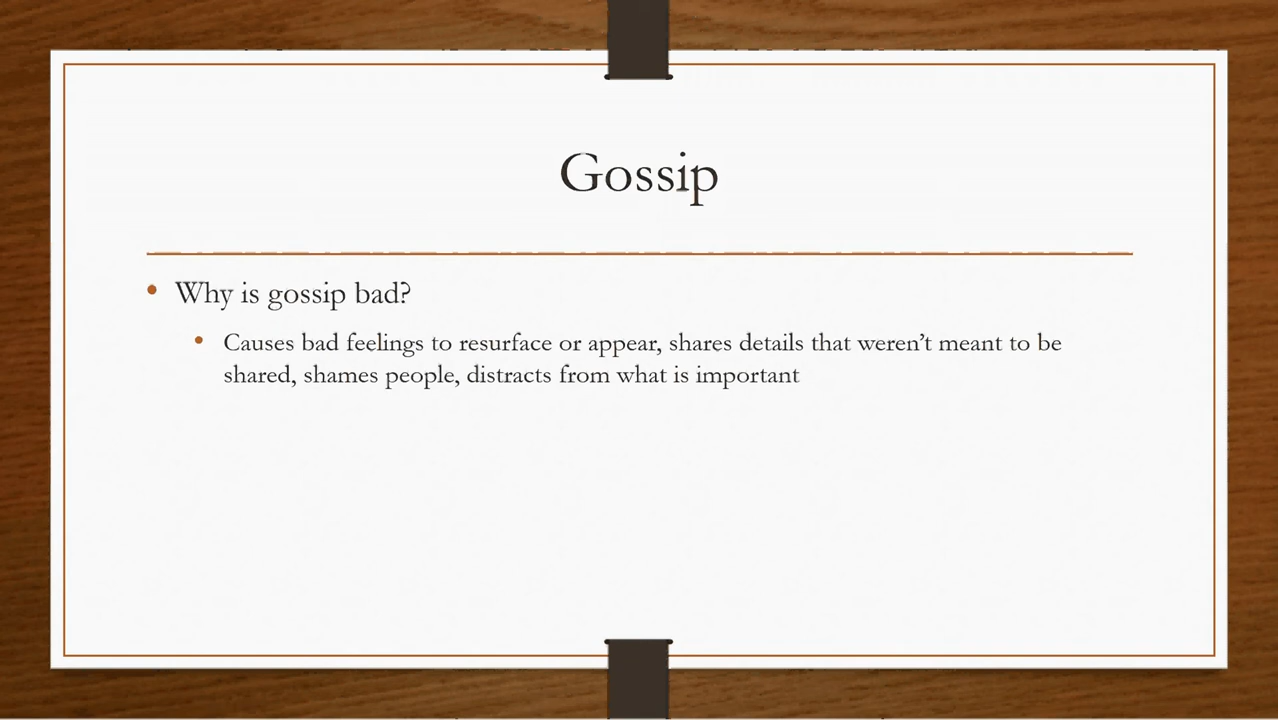 Gossip
• Why is gossip bad?
• Causes bad feelings to resurface or appear, shares details that weren’t meant to be
shared, shames people, distracts from what is important